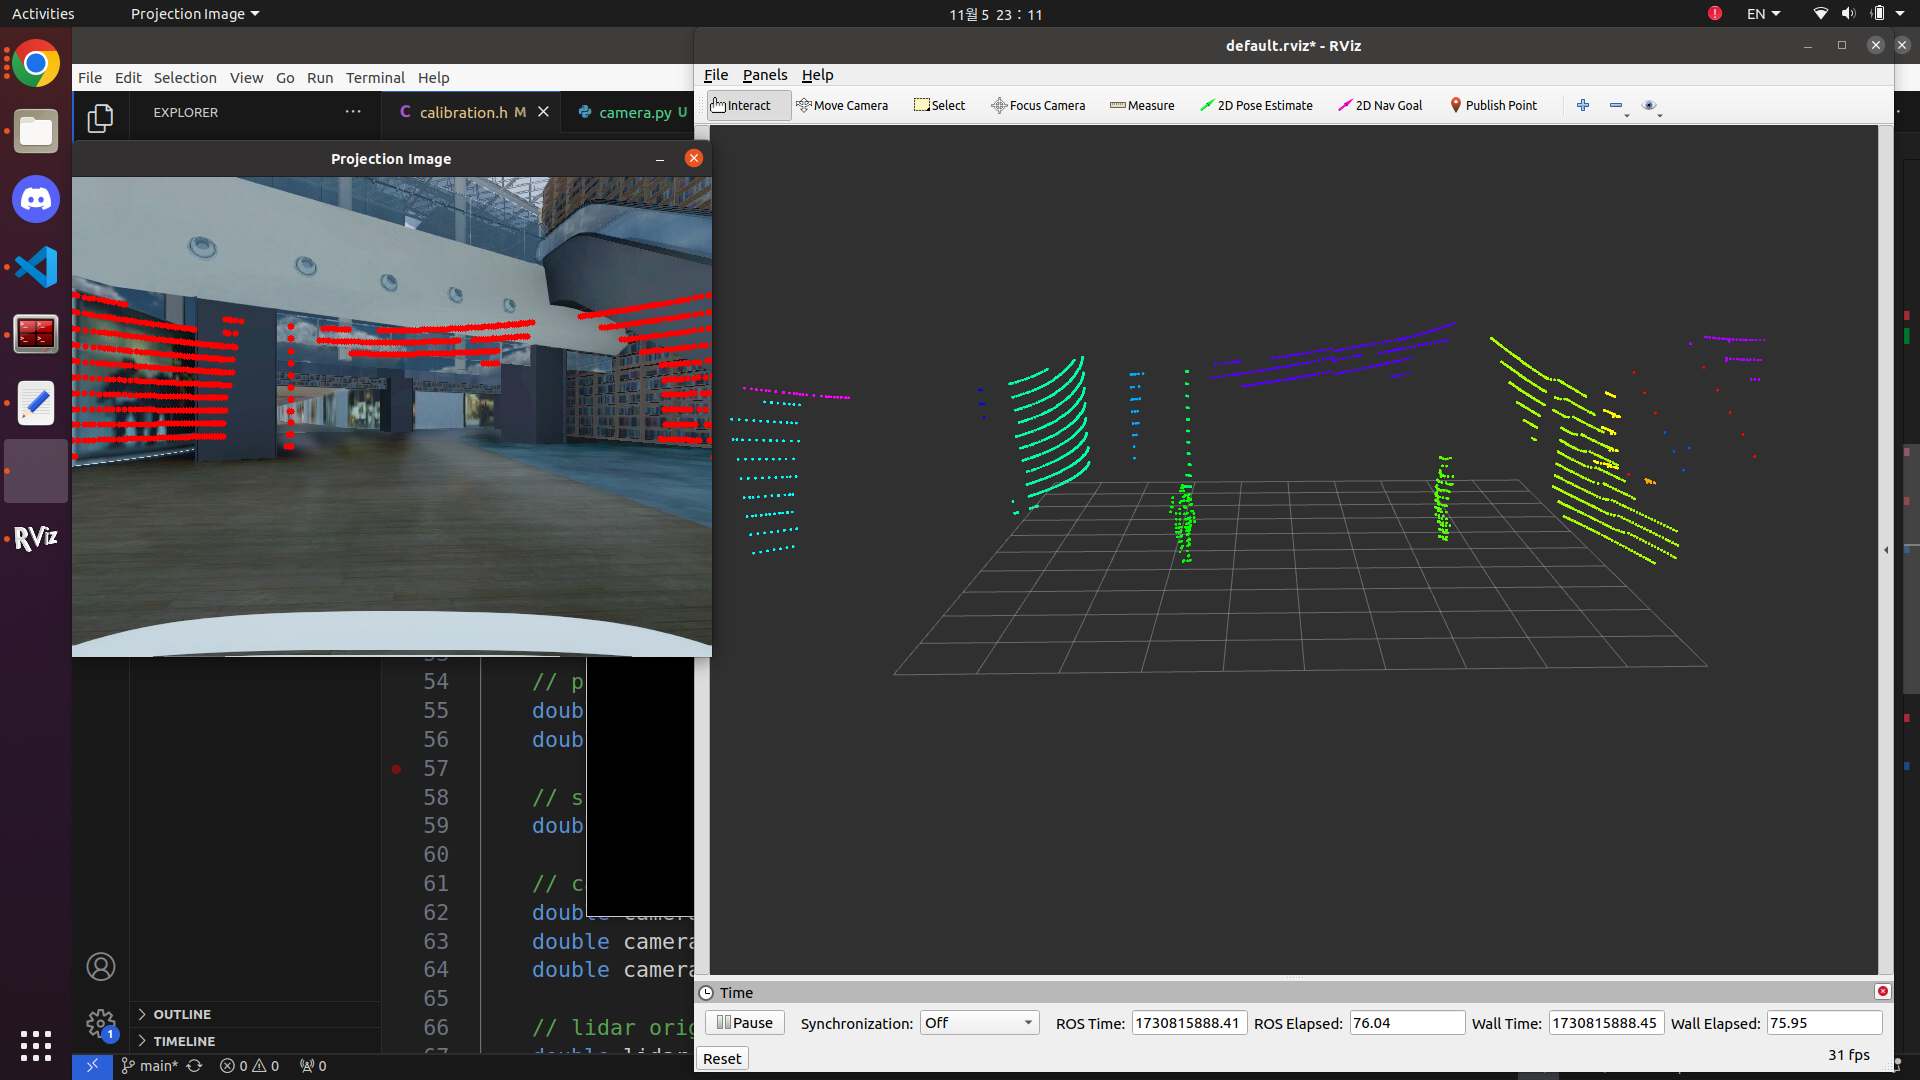 Activities
Projection Image
11월 5 23 : 11
EN
default.rviz* - RViz
File Edit Selection View Go Run Terminal Help
File Panels Help
EXPLORER
C calibration.h M
camera.py U
Interact
Move Camera
Select
Focus Camera
Measure
2D Pose Estimate
2D Nav Goal
Publish Point
Projection Image
RViz
54 // p
55 doub
56 doub
57
58 // s
59 doub
60
61 // c
62 double camera
63 double camera
64 double camera
65
66 // lidar orig
OUTLINE
TIMELINE
1
main*
0 0
0
Time
Pause
Synchronization: Off
ROS Time: 1730815888.41
ROS Elapsed: 76.04
Wall Time: 1730815888.45
Wall Elapsed: 75.95
Reset
31 fps